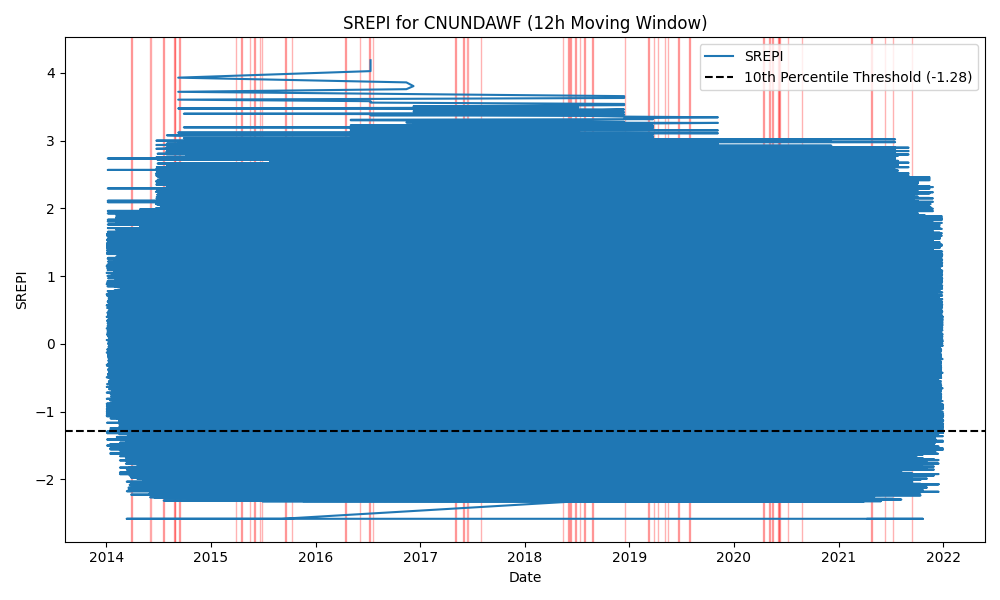 SREPI for CNUNDAWF (12h Moving Window)
SREPI
10th Percentile Threshold (-1.28)
SREPI
4
3
2
1
0
−1
−2
2014 2015 2016 2017 2018 2019 2020 2021 2022
Date